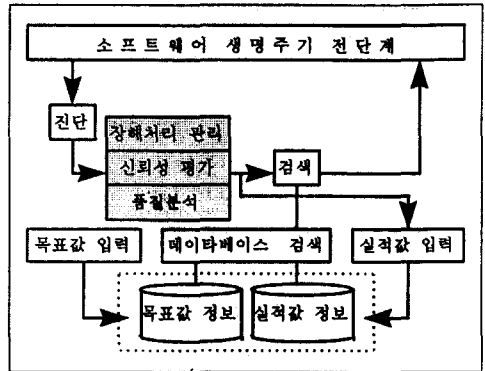 소프트웨어 생명주기 전단계
진단
장해처리 관리
신뢰성 평가
검색
품질분석
목표값 입력
데이타베이스 검색
실적값 입력
목표값 정보
실적값 정보